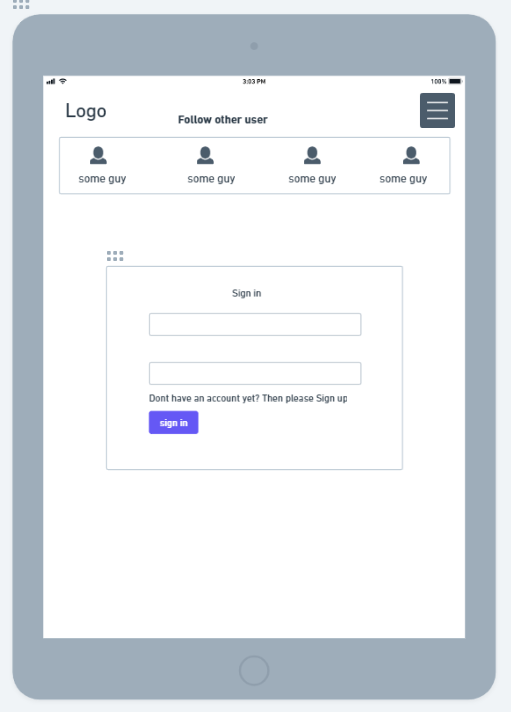 3:03 PM
100%
Logo
Follow other user
some guy some guy some guy some guy
Sign in
Dont have an account yet? Then please Sign up
sign in